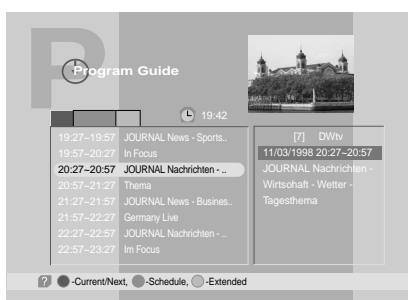 P
Program Guide
19:42
19:27~19:57 JOURNAL News - Sports..
19:57~20:27 In Focus
20:27~20:57 JOURNAL Nachrichten - ..
20:57~21:27 Thema
21:27~21:57 JOURNAL News - Busines..
21:57~22:27 Germany Live
22:27~22:57 JOURNAL Nachrichten - ..
22:57~23:27 Im Focus
[7] DWtv
11/03/1998 20:27~20:57
JOURNAL Nachrichten -
Wirtschaft - Wetter -
Tagesthema
? -Current/Next, -Schedule, -Extended